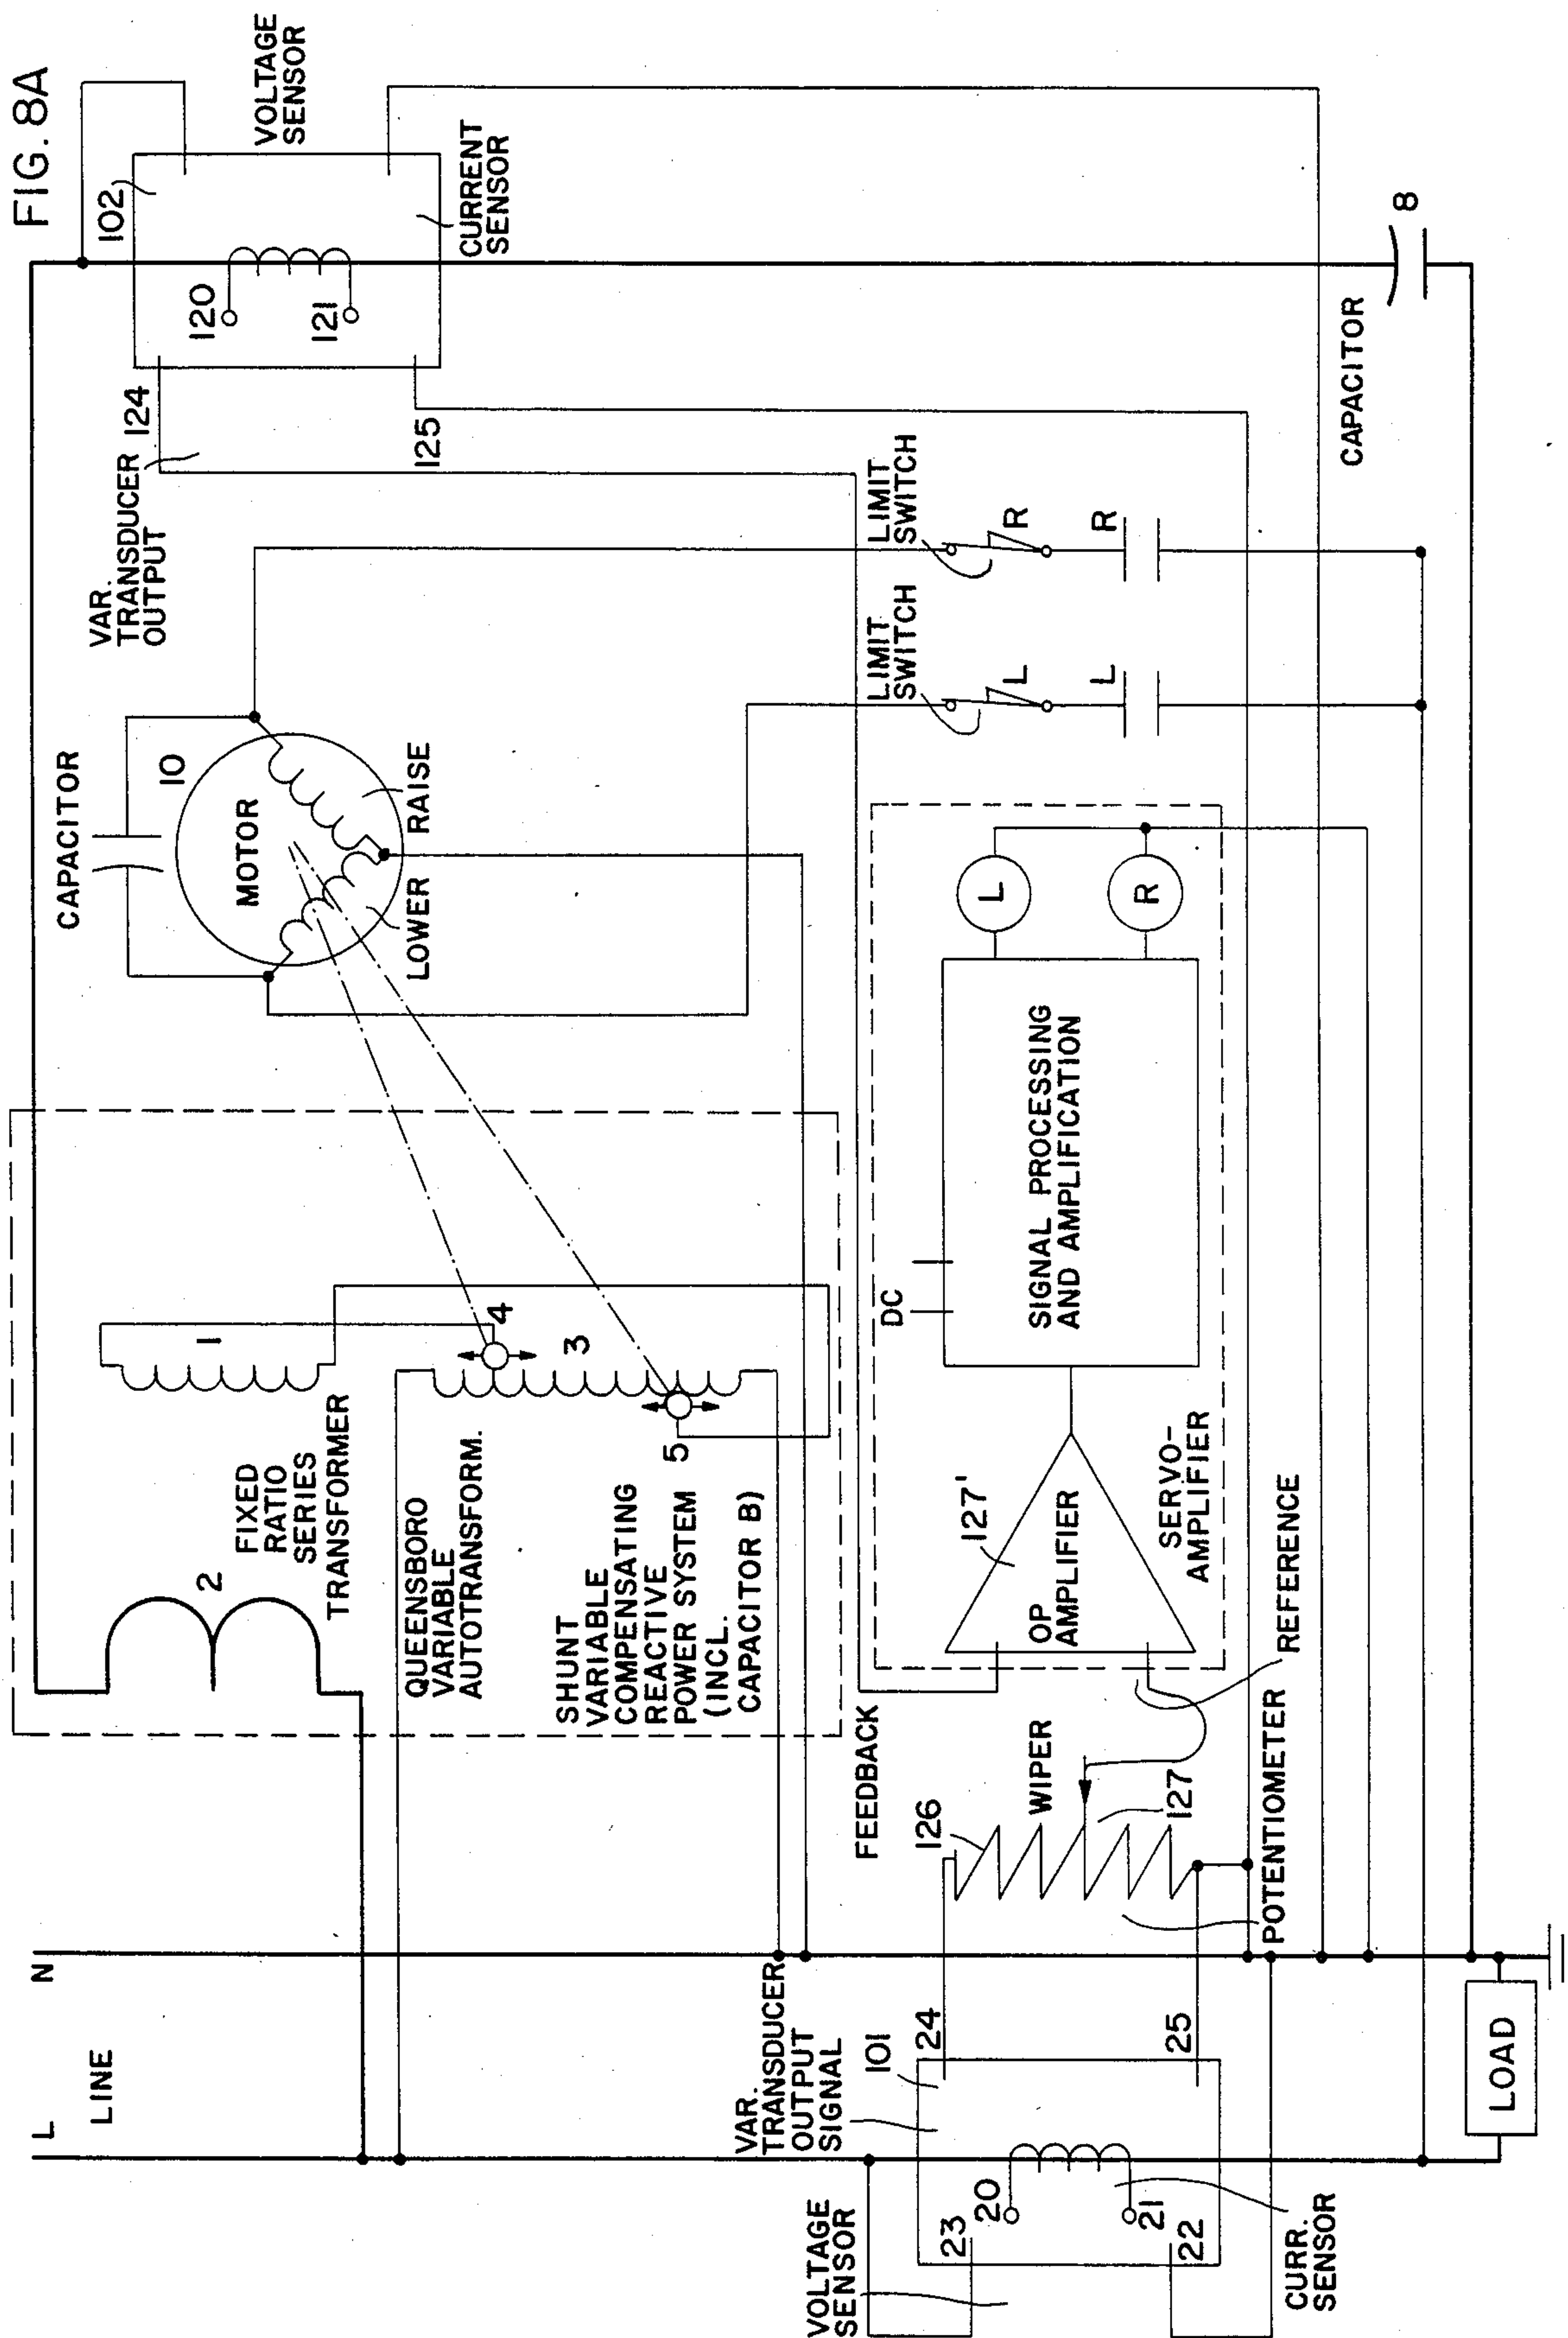 FIG. 8A
L
LINE
N
2
FIXED
RATIO
SERIES
TRANSFORMER
1
QUEENSBORO
VARIABLE
AUTOTRANSFORM.
3
4
SHUNT
VARIABLE
COMPENSATING
REACTIVE
POWER SYSTEM
(INCL.
CAPACITOR B)
5
CAPACITOR
10
MOTOR
LOWER
RAISE
VAR.
TRANSDUCER
OUTPUT
124
125
102
120
121
VOLTAGE
SENSOR
CURRENT
SENSOR
VOLTAGE
SENSOR
VAR.
TRANSDUCER
OUTPUT
SIGNAL
101
23
20
21
22
24
25
CURR.
SENSOR
FEEDBACK
126
WIPER
127
POTENTIOMETER
REFERENCE
127'
OP
AMPLIFIER
SERVO-
AMPLIFIER
DC
SIGNAL PROCESSING
AND AMPLIFICATION
L
R
LIMIT
SWITCH
L
L
LIMIT
SWITCH
R
R
CAPACITOR
8
LOAD